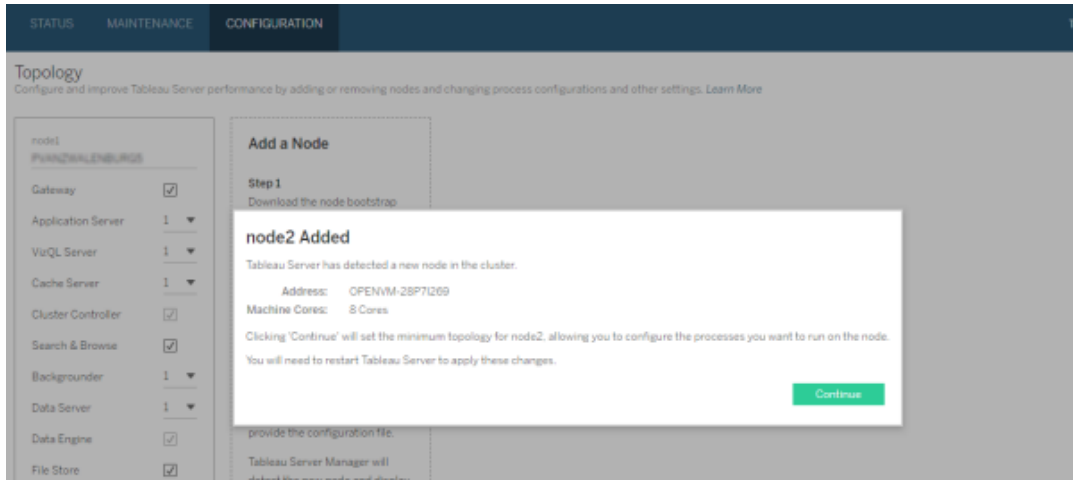 STATUS MAINTENANCE CONFIGURATION
Topology
Configure and improve Tableau Server performance by adding or removing nodes and changing process configurations and other settings. Learn More
node1
Gateway
Application Server 1
VizQL Server 1
Cache Server 1
Cluster Controller
Search & Browse
Backgrounder 1
Data Server 1
Data Engine
File Store
Add a Node
Step 1
Download the node bootstrap
node2 Added
Tableau Server has detected a new node in the cluster.
Address: OPENVM-28P7I269
Machine Cores: 8 Cores
Clicking 'Continue' will set the minimum topology for node2, allowing you to configure the processes you want to run on the node.
You will need to restart Tableau Server to apply these changes.
Continue
provide the configuration file.
Tableau Server Manager will
detect the new node and display